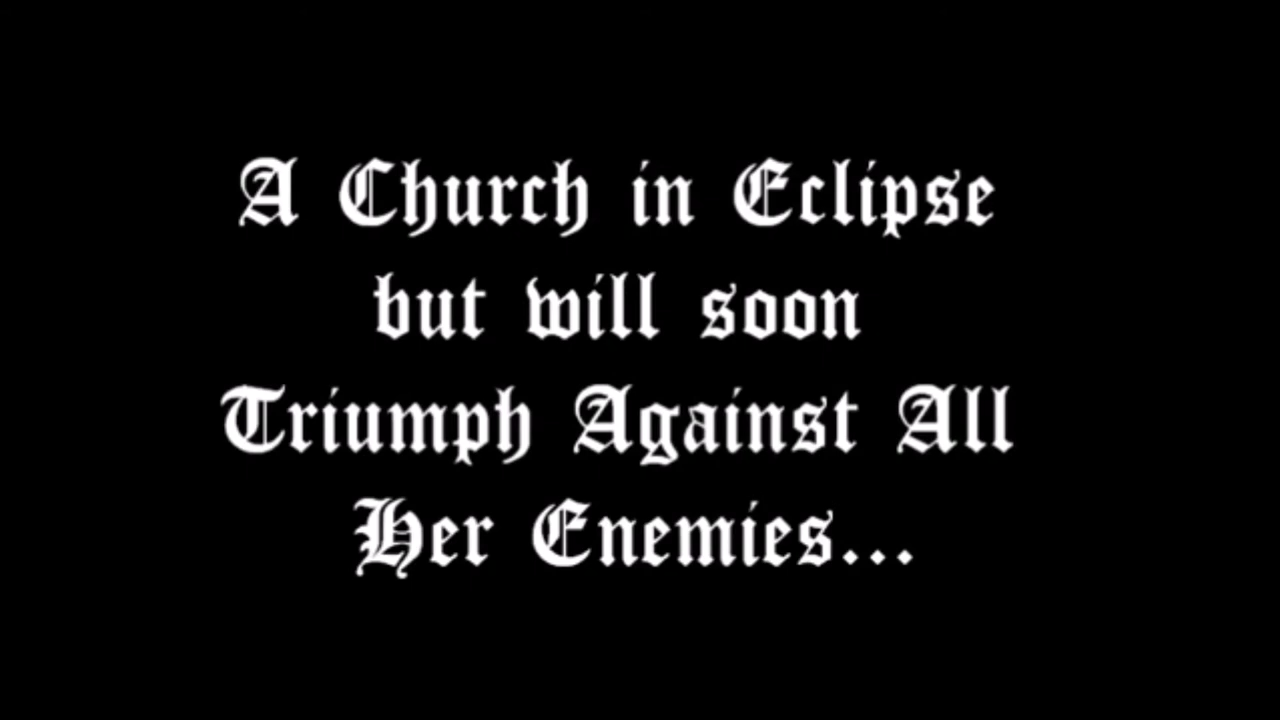 A Church in Eclipse
but will soon
Triumph Against All
Her Enemies...